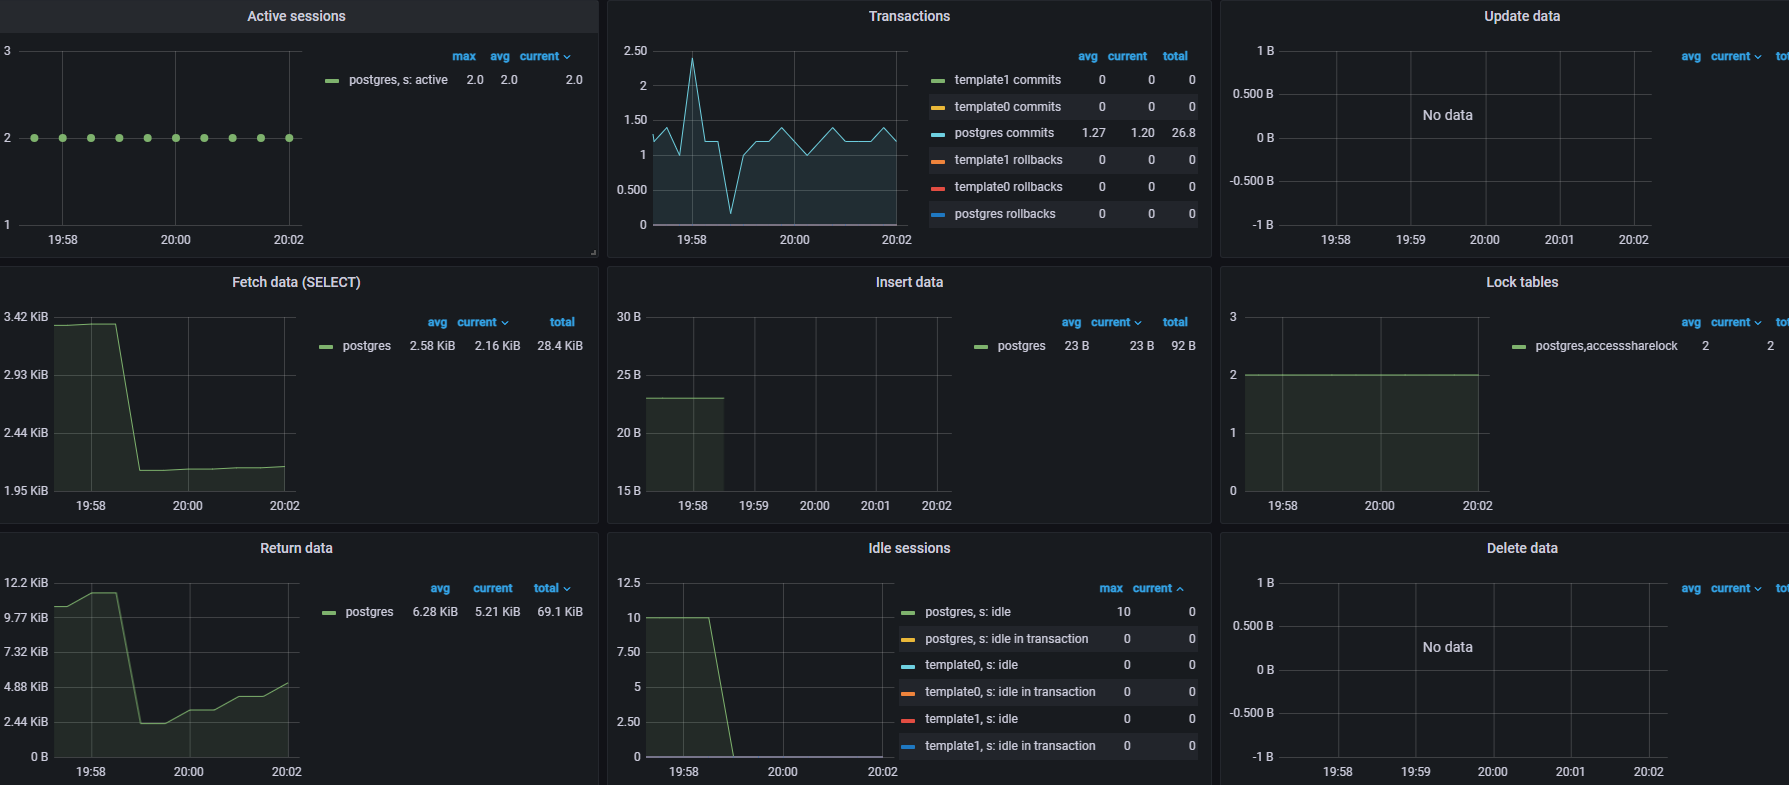 Active sessions
3
2
1
19:58 20:00 20:02
max avg current
postgres, s: active 2.0 2.0 2.0
Transactions
2.50
2
1.50
1
0.500
0
19:58 20:00 20:02
avg current total
template1 commits 0 0 0
template0 commits 0 0 0
postgres commits 1.27 1.20 26.8
template1 rollbacks 0 0 0
template0 rollbacks 0 0 0
postgres rollbacks 0 0 0
Update data
1 B
0.500 B
0 B
-0.500 B
-1 B
No data
19:58 19:59 20:00 20:01 20:02
avg current tot
Fetch data (SELECT)
3.42 KiB
2.93 KiB
2.44 KiB
1.95 KiB
19:58 20:00 20:02
avg current total
postgres 2.58 KiB 2.16 KiB 28.4 KiB
Insert data
30 B
25 B
20 B
15 B
19:58 19:59 20:00 20:01 20:02
avg current total
postgres 23 B 23 B 92 B
Lock tables
3
2
1
0
19:58 20:00 20:02
avg current tot
postgres,accesssharelock 2 2
Return data
12.2 KiB
9.77 KiB
7.32 KiB
4.88 KiB
2.44 KiB
0 B
19:58 20:00 20:02
avg current total
postgres 6.28 KiB 5.21 KiB 69.1 KiB
Idle sessions
12.5
10
7.50
5
2.50
0
19:58 20:00 20:02
max current
postgres, s: idle 10 0
postgres, s: idle in transaction 0 0
template0, s: idle 0 0
template0, s: idle in transaction 0 0
template1, s: idle 0 0
template1, s: idle in transaction 0 0
Delete data
1 B
0.500 B
0 B
-0.500 B
-1 B
No data
19:58 19:59 20:00 20:01 20:02
avg current tot